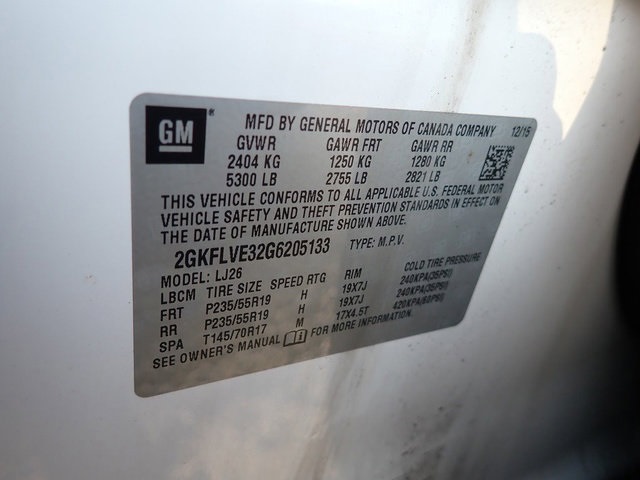 GM ®
MFD BY GENERAL MOTORS OF CANADA COMPANY 12/15
GVWR GAWR FRT GAWR RR
2404 KG 1250 KG 1280 KG
5300 LB 2755 LB 2821 LB
THIS VEHICLE CONFORMS TO ALL APPLICABLE U.S. FEDERAL MOTOR
VEHICLE SAFETY AND THEFT PREVENTION STANDARDS IN EFFECT ON
THE DATE OF MANUFACTURE SHOWN ABOVE.
2GKFLVE32G6205133 TYPE: M.P.V.
MODEL: LJ26
LBCM TIRE SIZE SPEED RTG RIM COLD TIRE PRESSURE
FRT P235/55R19 H 19X7J 240KPA(35PSI)
RR P235/55R19 H 19X7J 240KPA(35PSI)
SPA T145/70R17 M 17X4.5T 420KPA(60PSI)
SEE OWNER'S MANUAL FOR MORE INFORMATION